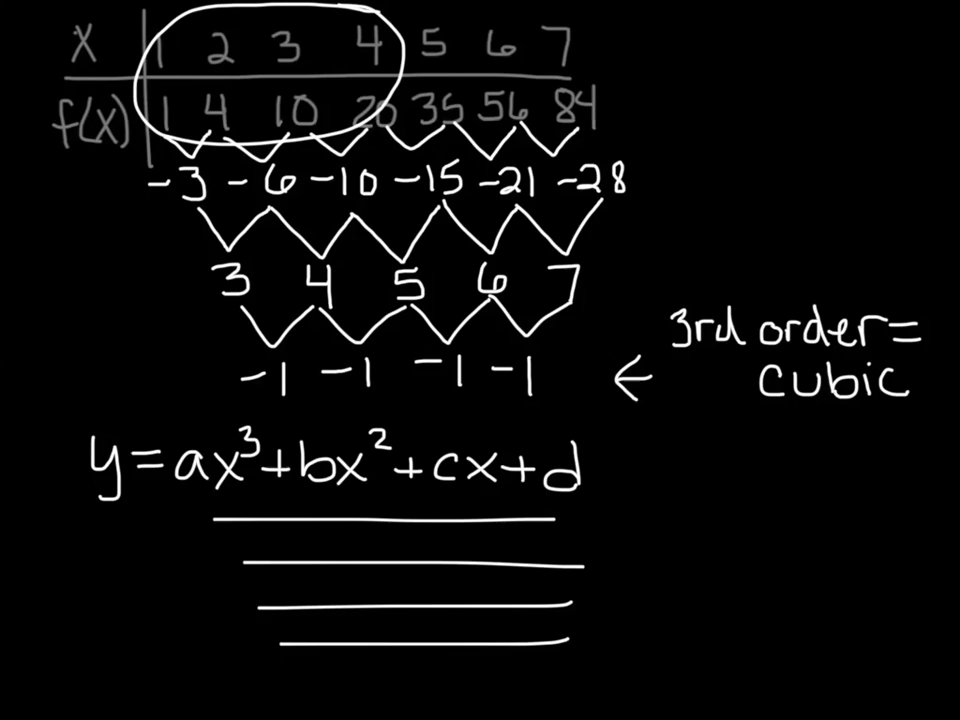 x 1 2 3 4 5 6 7
f(x) 1 4 10 20 35 56 84
-3 -6 -10 -15 -21 -28
3 4 5 6 7
-1 -1 -1 -1
← 3rd order =
cubic
y = ax³ + bx² + cx + d